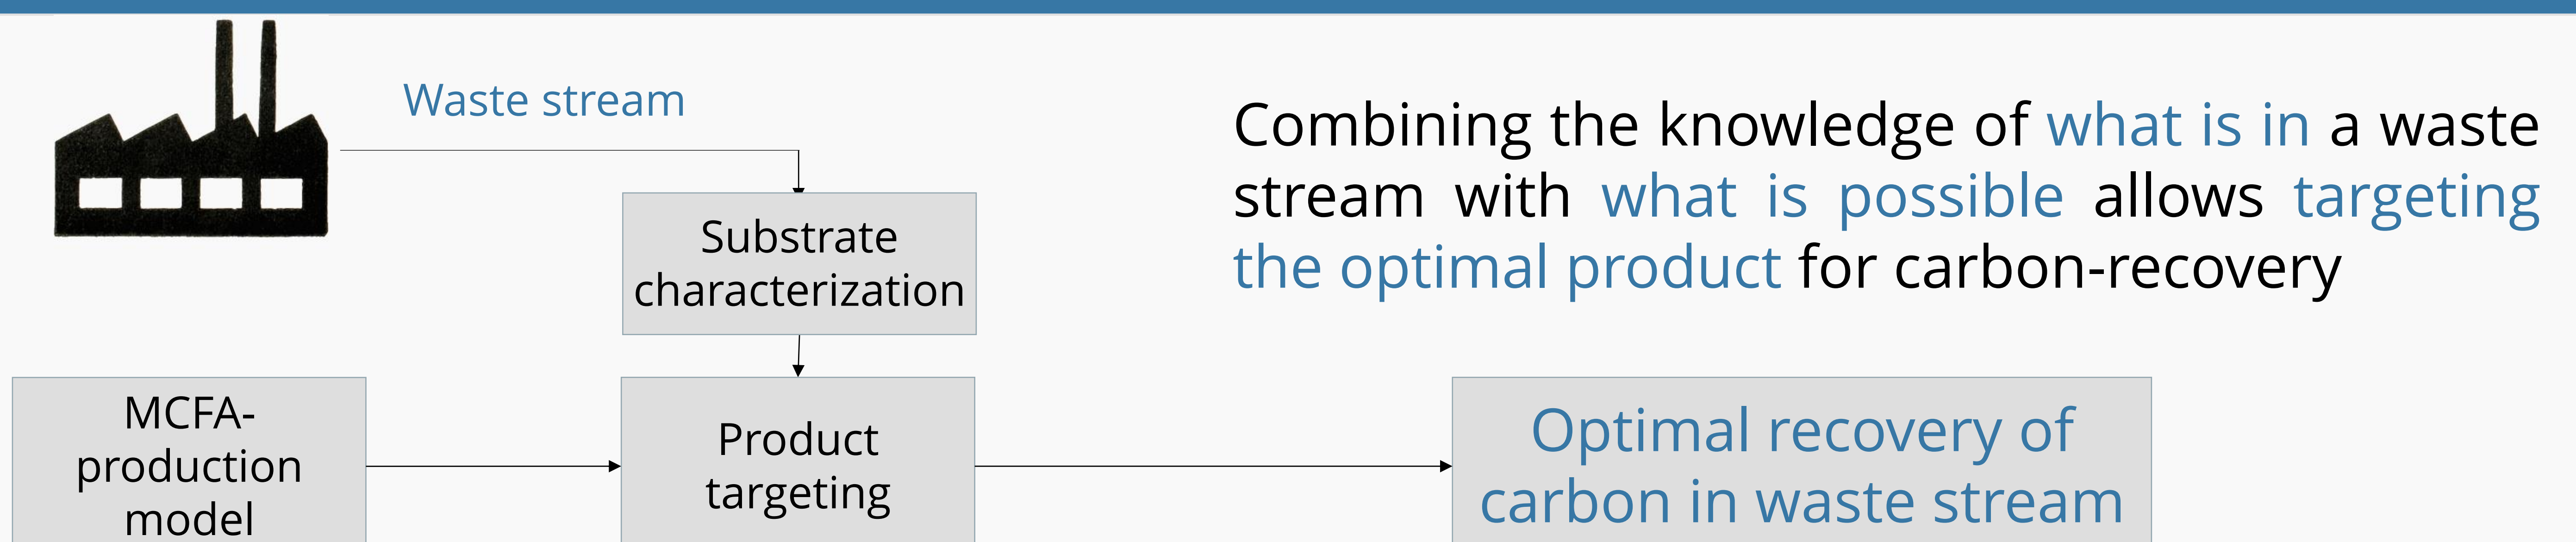 Waste stream
Combining the knowledge of what is in a waste
stream with what is possible allows targeting
the optimal product for carbon-recovery
Substrate
characterization
MCFA-
production
model
Product
targeting
Optimal recovery of
carbon in waste stream